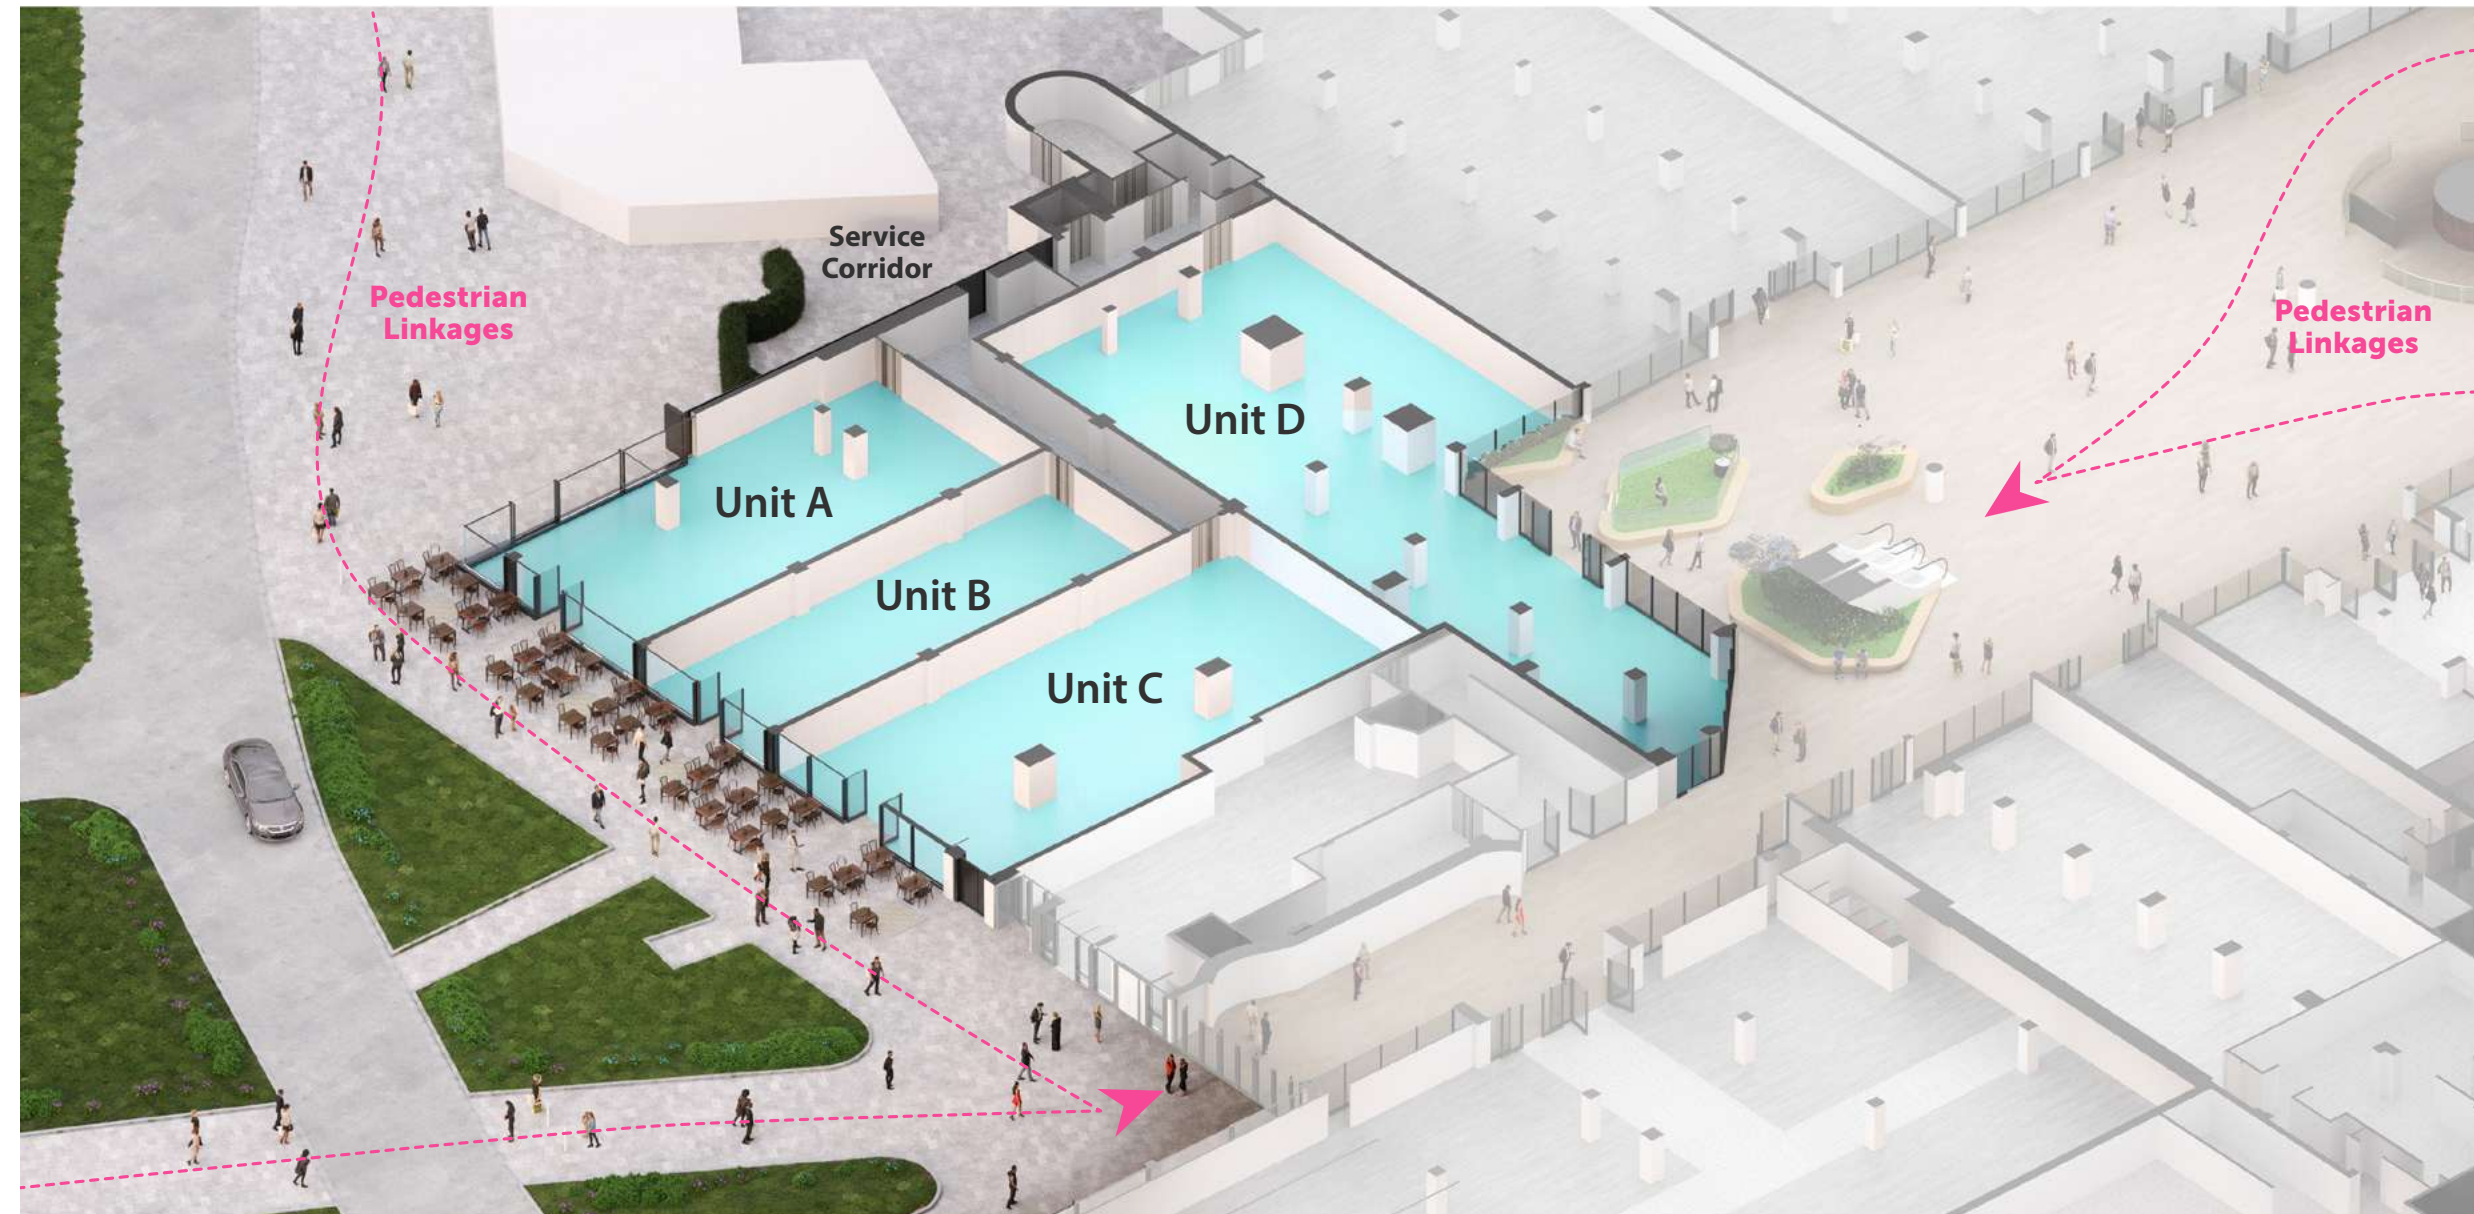 Service
Corridor
Pedestrian
Linkages
Pedestrian
Linkages
Unit D
Unit A
Unit B
Unit C